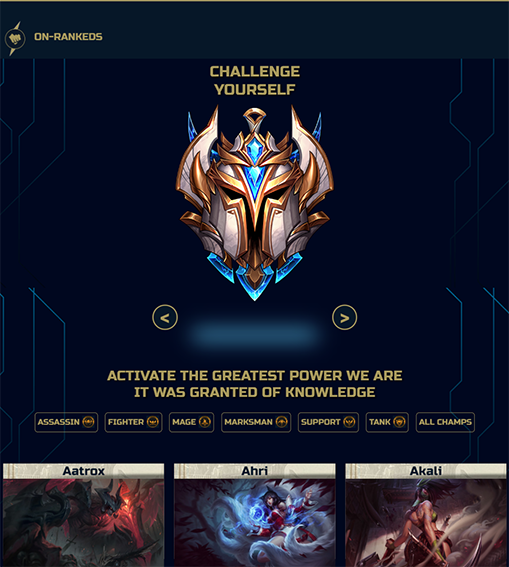 ON-RANKEDS
CHALLENGE
YOURSELF
< >
ACTIVATE THE GREATEST POWER WE ARE
IT WAS GRANTED OF KNOWLEDGE
ASSASSIN FIGHTER MAGE MARKSMAN SUPPORT TANK ALL CHAMPS
Aatrox Ahri Akali